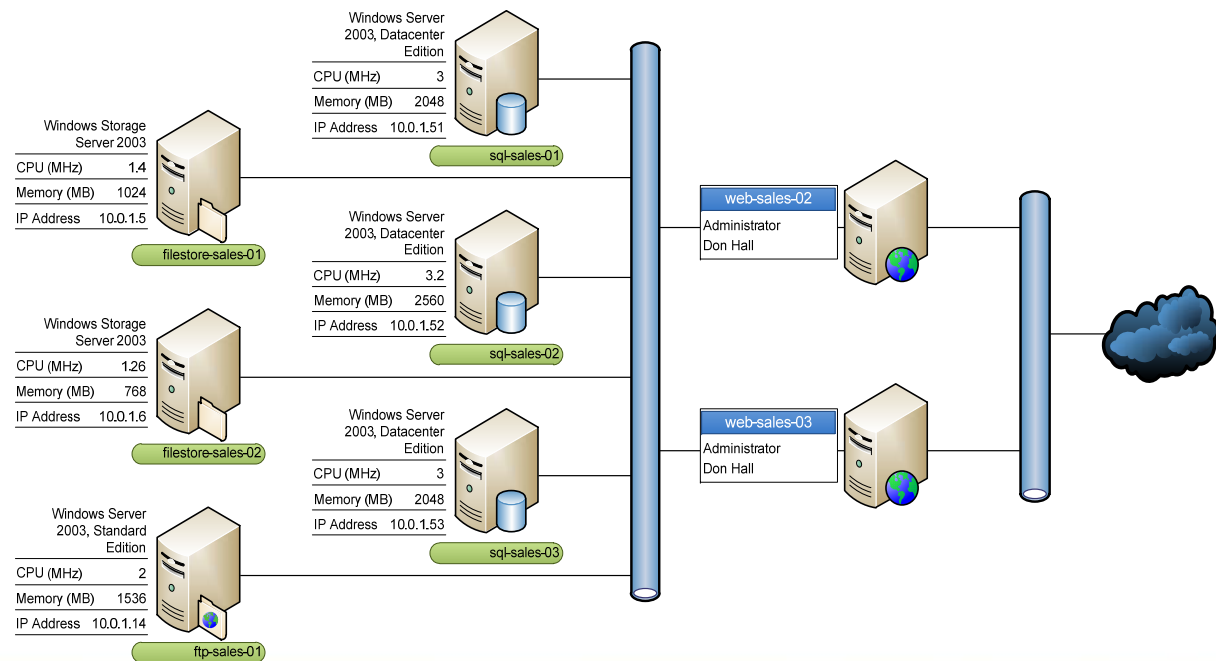 Windows Server
2003, Datacenter
Edition
CPU (MHz) 3
Memory (MB) 2048
IP Address 10.0.1.51
sql-sales-01
Windows Storage
Server 2003
CPU (MHz) 1.4
Memory (MB) 1024
IP Address 10.0.1.5
filestore-sales-01
Windows Server
2003, Datacenter
Edition
CPU (MHz) 3.2
Memory (MB) 2560
IP Address 10.0.1.52
sql-sales-02
Windows Storage
Server 2003
CPU (MHz) 1.26
Memory (MB) 768
IP Address 10.0.1.6
filestore-sales-02
Windows Server
2003, Datacenter
Edition
CPU (MHz) 3
Memory (MB) 2048
IP Address 10.0.1.53
sql-sales-03
Windows Server
2003, Standard
Edition
CPU (MHz) 2
Memory (MB) 1536
IP Address 10.0.1.14
ftp-sales-01
web-sales-02
Administrator
Don Hall
web-sales-03
Administrator
Don Hall